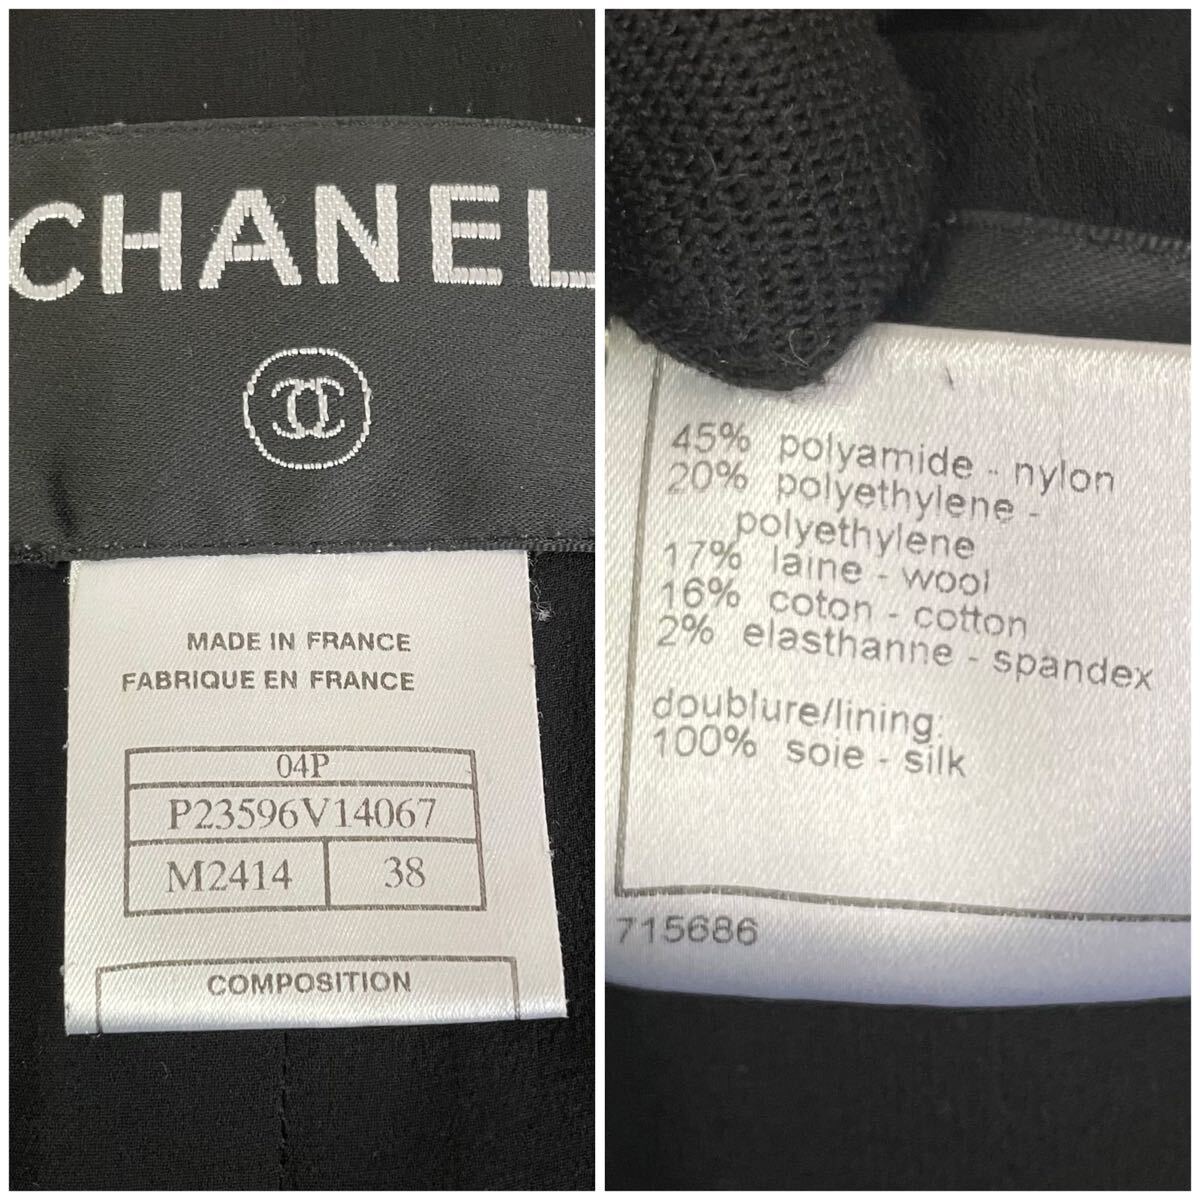 CHANEL
MADE IN FRANCE
FABRIQUE EN FRANCE
04P
P23596V14067
M2414 38
COMPOSITION
45% polyamide - nylon
20% polyethylene -
polyethylene
17% laine - wool
16% coton - cotton
2% elasthanne - spandex
doublure/lining:
100% soie - silk
715686